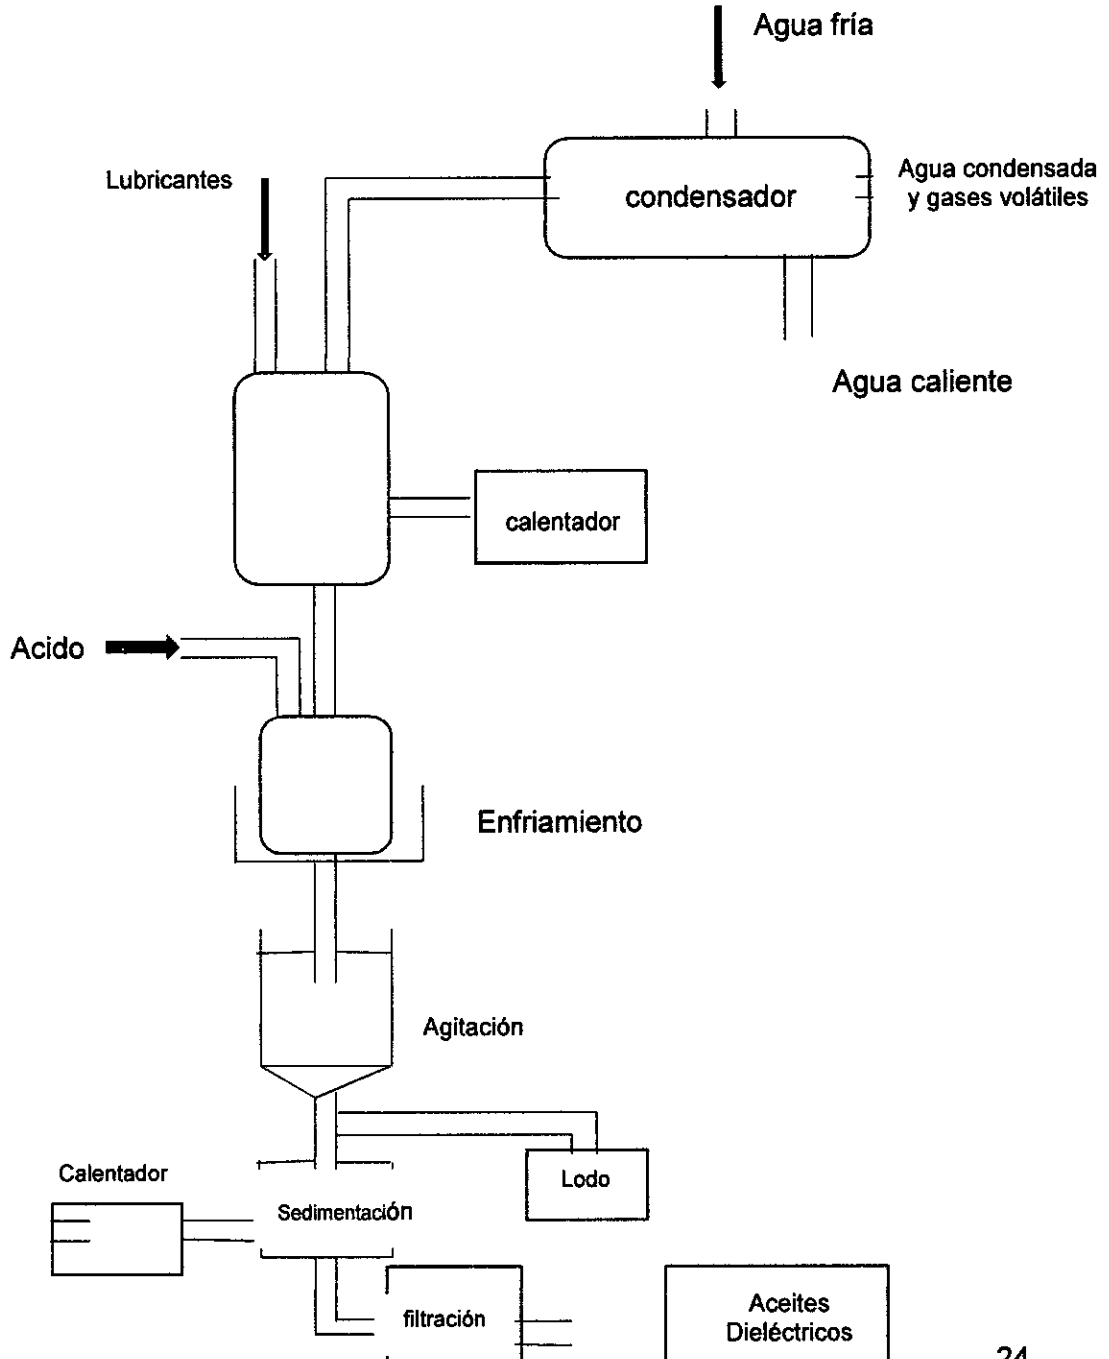 Agua fría
Lubricantes
condensador
Agua condensada
y gases volátiles
Agua caliente
calentador
Acido
Enfriamiento
Agitación
Calentador
Lodo
Sedimentación
filtración
Aceites
Dieléctricos
24